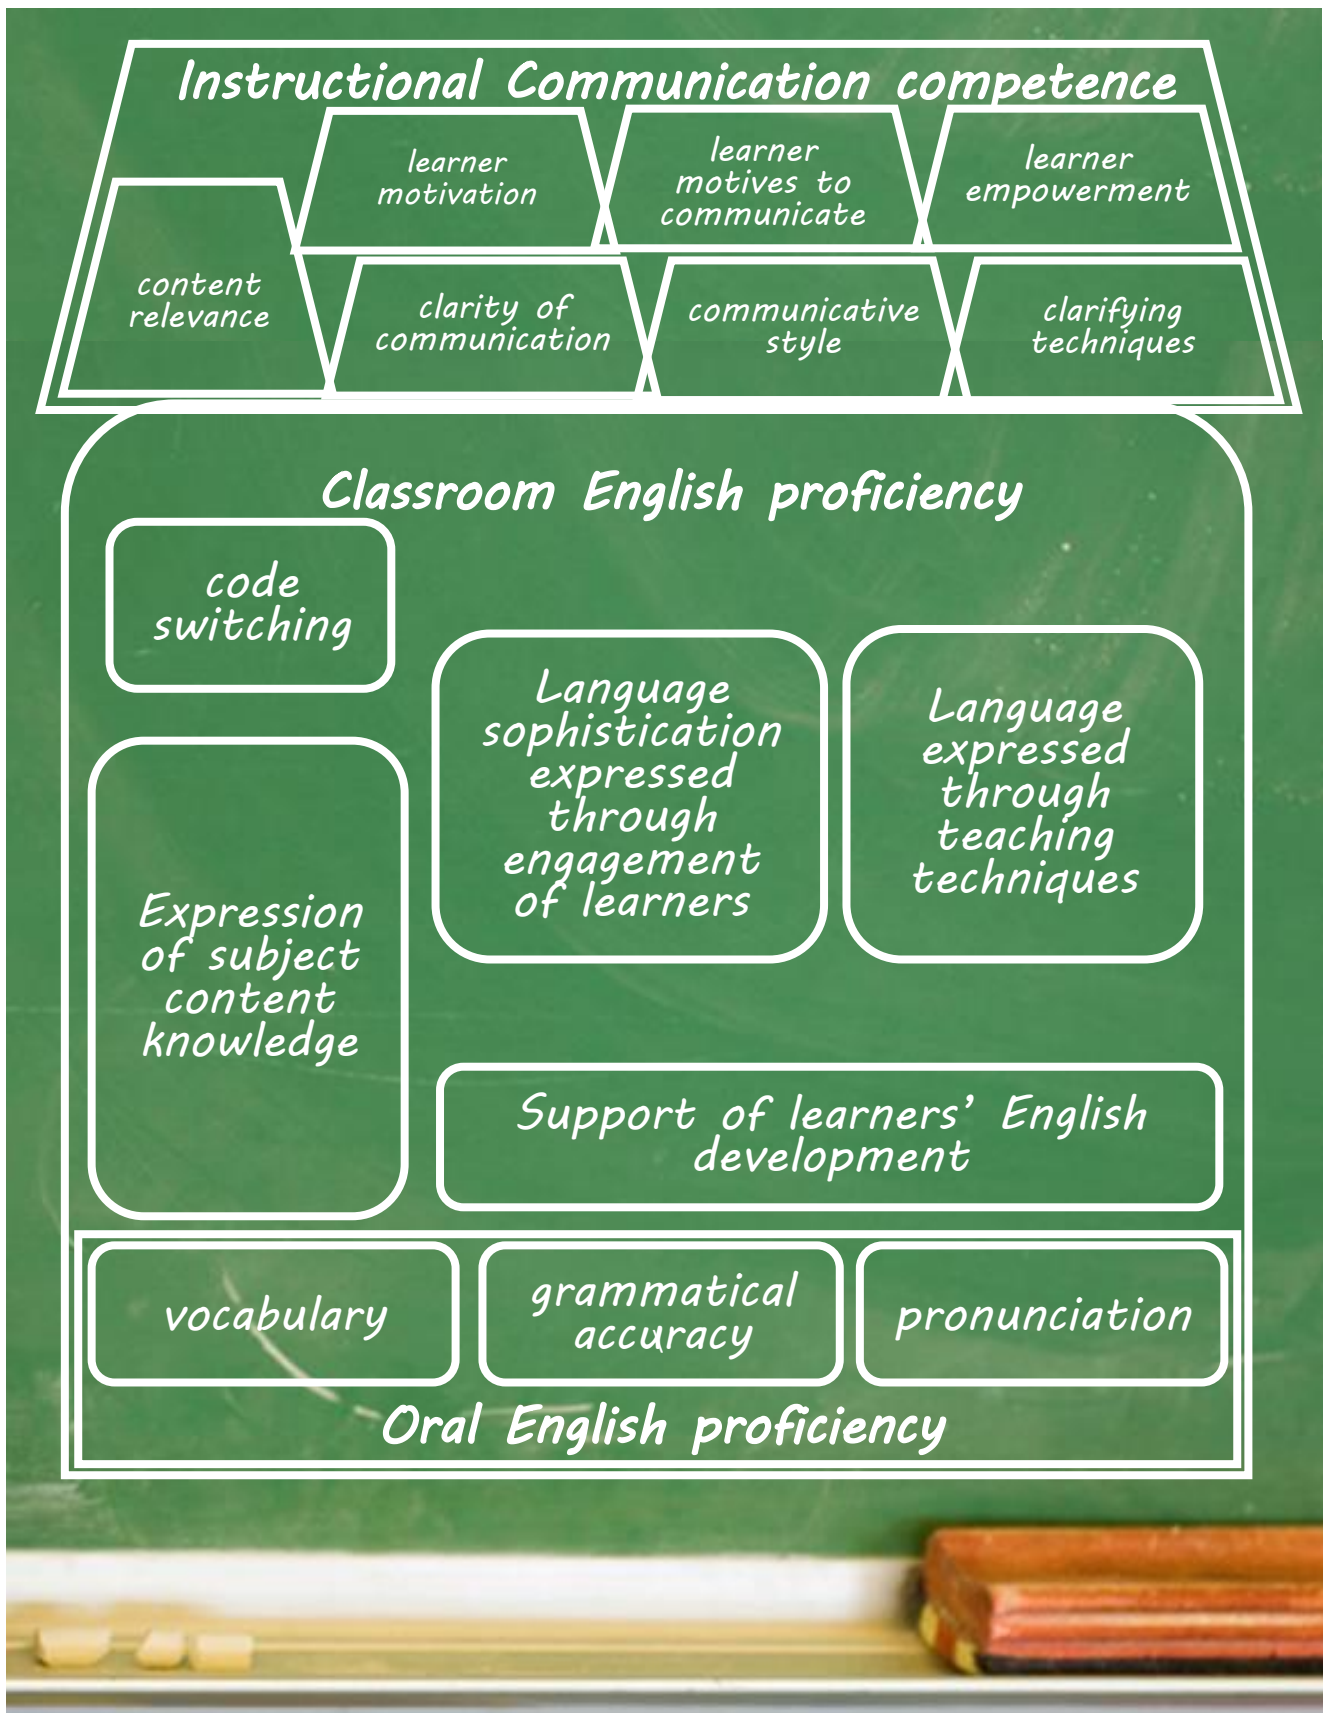 Instructional Communication competence
learner
motivation
learner
motives to
communicate
learner
empowerment
content
relevance
clarity of
communication
communicative
style
clarifying
techniques
Classroom English proficiency
code
switching
Language
sophistication
expressed
through
engagement
of learners
Language
expressed
through
teaching
techniques
Expression
of subject
content
knowledge
Support of learners’ English
development
vocabulary
grammatical
accuracy
pronunciation
Oral English proficiency